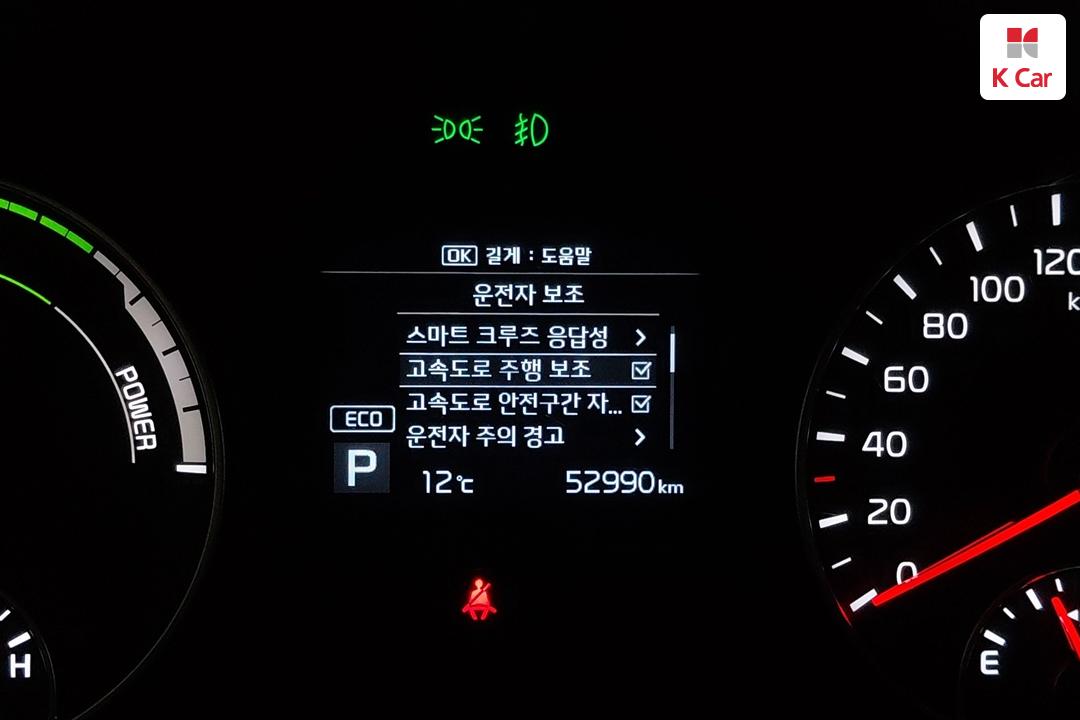 K Car
OK 길게 : 도움말
운전자 보조
스마트 크루즈 응답성
고속도로 주행 보조
고속도로 안전구간 자...
운전자 주의 경고
ECO
P
12℃
52990km
POWER
H
120
100
80
60
40
20
0
E